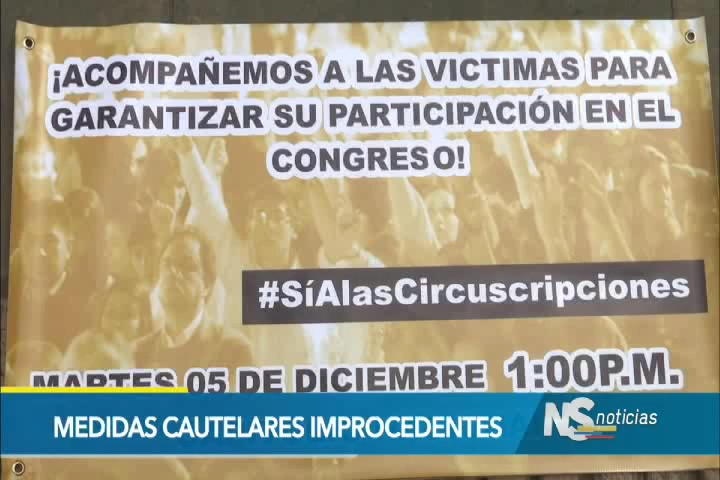 ¡ACOMPAÑEMOS A LAS VICTIMAS PARA
GARANTIZAR SU PARTICIPACIÓN EN EL
CONGRESO!
#SíAlasCircuscripciones
MARTES 05 DE DICIEMBRE 1:00P.M.
MEDIDAS CAUTELARES IMPROCEDENTES
NS noticias